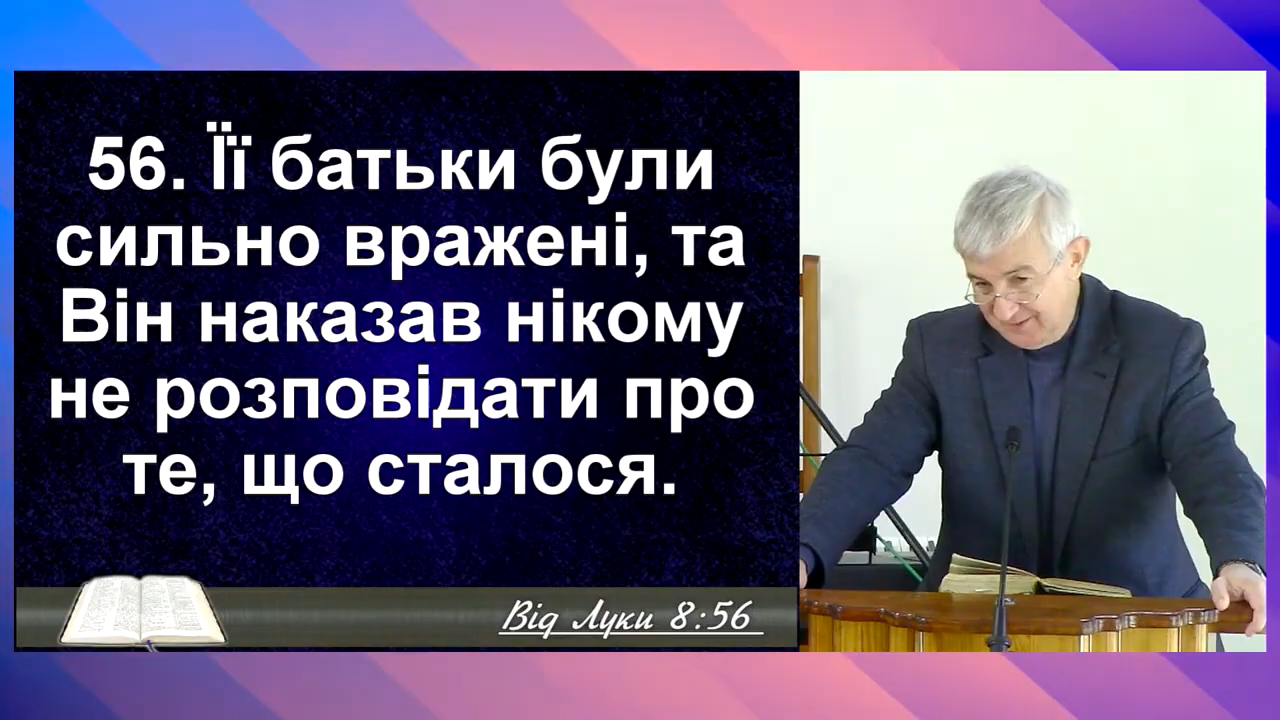 56. Її батьки були
сильно вражені, та
Він наказав нікому
не розповідати про
те, що сталося.
Від Луки 8:56